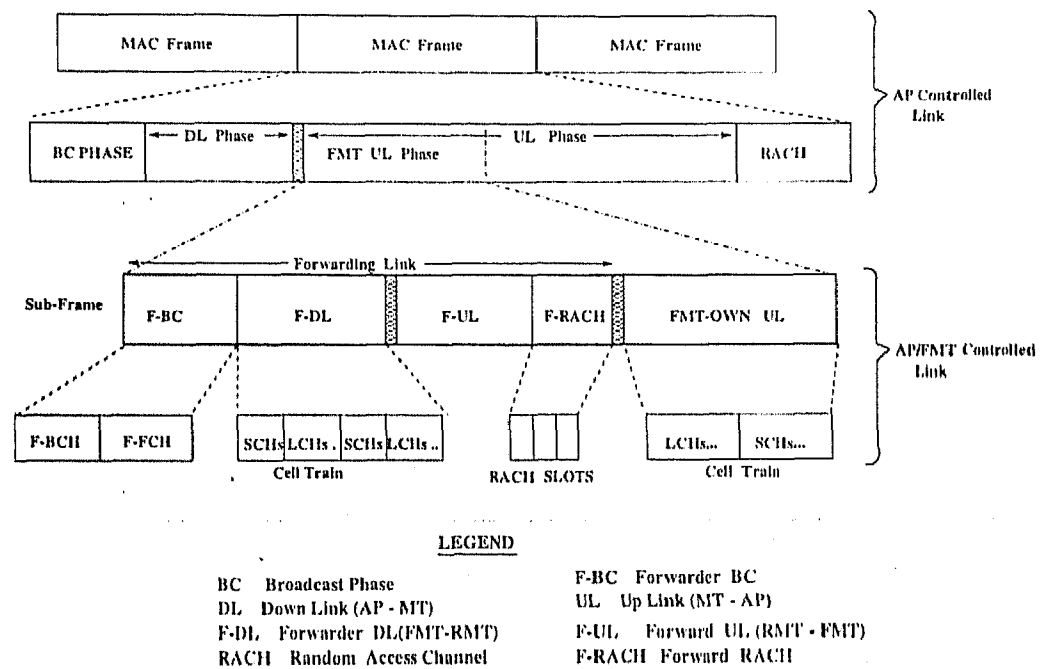 MAC Frame MAC Frame MAC Frame
AP Controlled
Link
BC PHASE DL Phase FMT UL Phase UL Phase RACH
Forwarding Link
Sub-Frame F-BC F-DL F-UL F-RACH FMT-OWN UL
AP/FMT Controlled
Link
F-BCH F-FCH SCHs LCHs . SCHs LCHs .. LCHs... SCHs...
Cell Train RACH SLOTS Cell Train
LEGEND
BC Broadcast Phase
DL Down Link (AP - MT)
F-DL Forwarder DL(FMT-RMT)
RACH Random Access Channel
F-BC Forwarder BC
UL Up Link (MT - AP)
F-UL Forward UL (RMT - FMT)
F-RACH Forward RACH